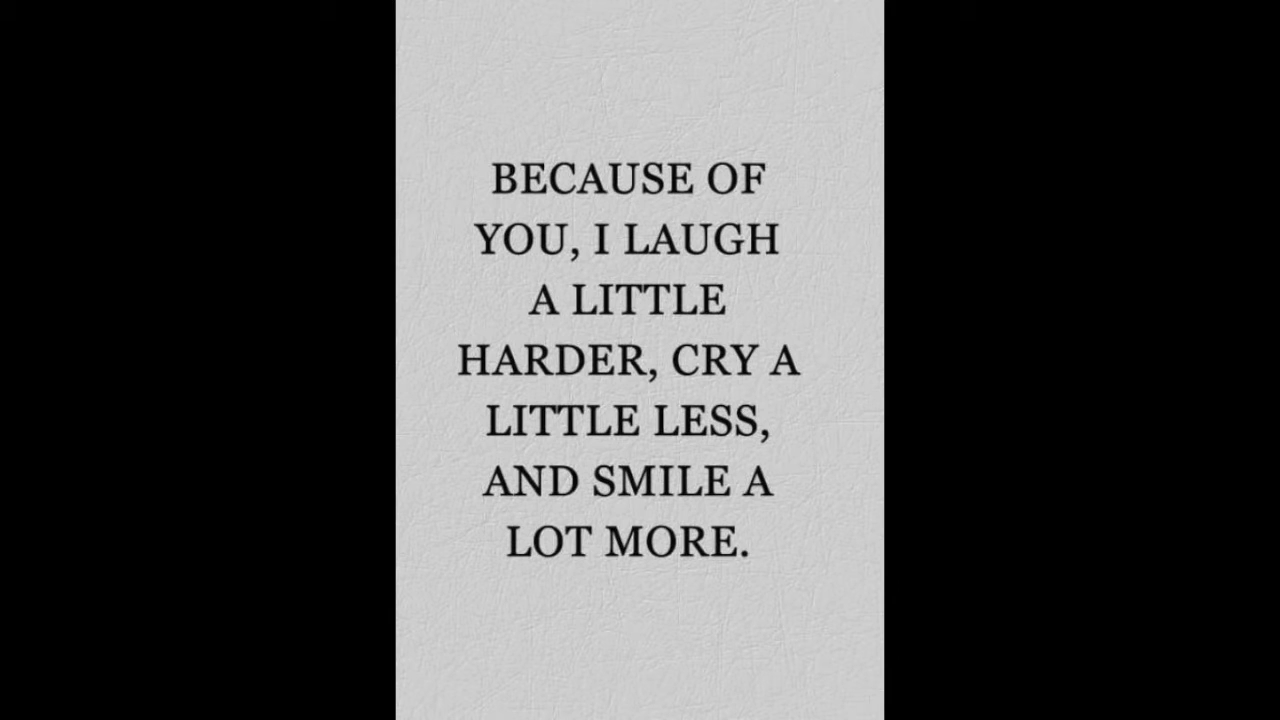 BECAUSE OF
YOU, I LAUGH
A LITTLE
HARDER, CRY A
LITTLE LESS,
AND SMILE A
LOT MORE.